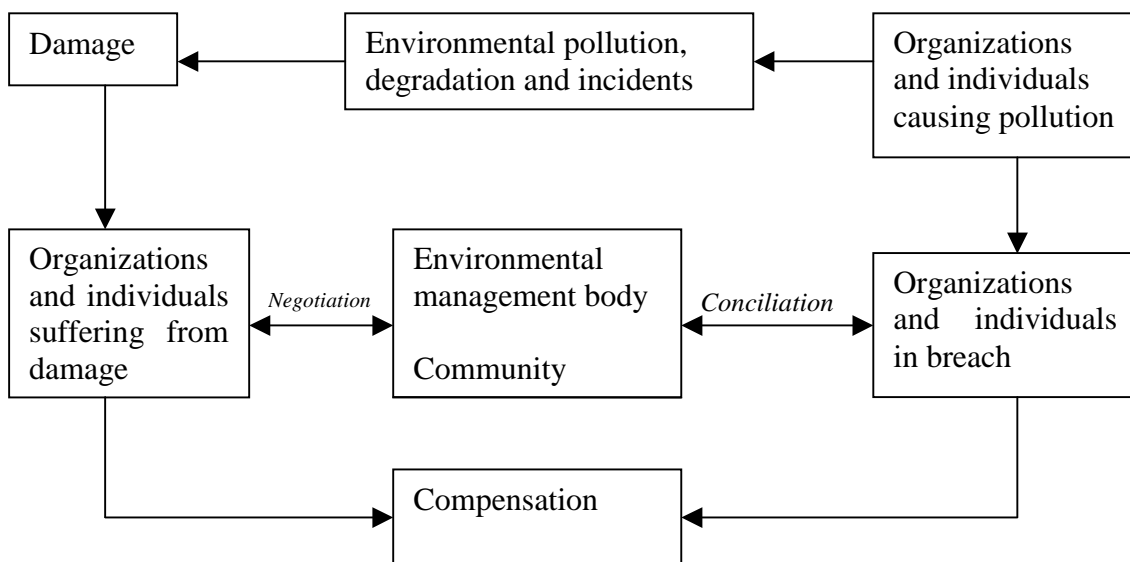 Damage
Environmental pollution,
degradation and incidents
Organizations
and individuals
causing pollution
Organizations
and individuals
suffering from
damage
Negotiation
Environmental
management body
Community
Conciliation
Organizations
and individuals
in breach
Compensation